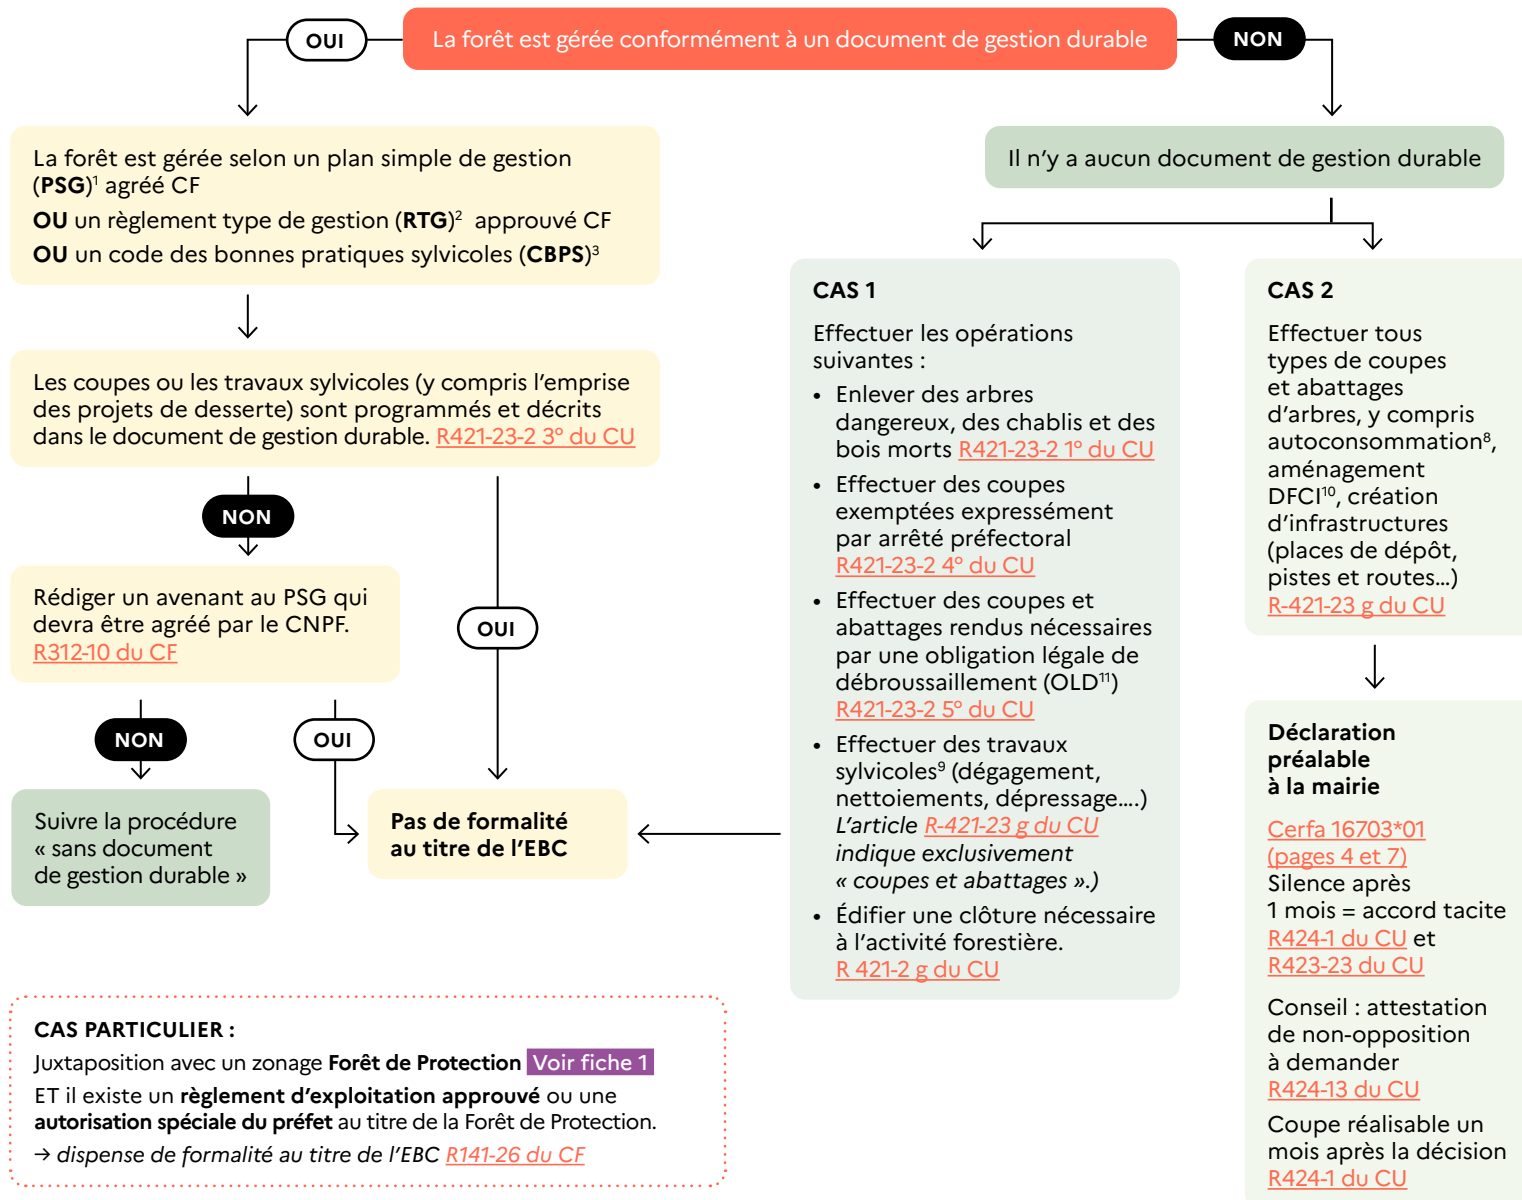 La forêt est gérée conformément à un document de gestion durable
OUI
NON
La forêt est gérée selon un plan simple de gestion
(PSG)¹ agréé CF
OU un règlement type de gestion (RTG)² approuvé CF
OU un code des bonnes pratiques sylvicoles (CBPS)³
Les coupes ou les travaux sylvicoles (y compris l’emprise
des projets de desserte) sont programmés et décrits
dans le document de gestion durable. R421-23-2 3° du CU
NON
OUI
Rédiger un avenant au PSG qui
devra être agréé par le CNPF.
R312-10 du CF
NON
OUI
Suivre la procédure
« sans document
de gestion durable »
Pas de formalité
au titre de l’EBC
Il n’y a aucun document de gestion durable
CAS 1
Effectuer les opérations
suivantes :
• Enlever des arbres
dangereux, des chablis et des
bois morts R421-23-2 1° du CU
• Effectuer des coupes
exemptées expressément
par arrêté préfectoral
R421-23-2 4° du CU
• Effectuer des coupes et
abattages rendus nécessaires
par une obligation légale de
débroussaillement (OLD¹¹)
R421-23-2 5° du CU
• Effectuer des travaux
sylvicoles⁹ (dégagement,
nettoiements, dépressage….)
L’article R-421-23 g du CU
indique exclusivement
« coupes et abattages ».)
• Édifier une clôture nécessaire
à l’activité forestière.
R 421-2 g du CU
CAS 2
Effectuer tous
types de coupes
et abattages
d’arbres, y compris
autoconsommation⁸,
aménagement
DFCI¹⁰, création
d’infrastructures
(places de dépôt,
pistes et routes…)
R-421-23 g du CU
Déclaration
préalable
à la mairie
Cerfa 16703*01
(pages 4 et 7)
Silence après
1 mois = accord tacite
R424-1 du CU et
R423-23 du CU
Conseil : attestation
de non-opposition
à demander
R424-13 du CU
Coupe réalisable un
mois après la décision
R424-1 du CU
CAS PARTICULIER :
Juxtaposition avec un zonage Forêt de Protection Voir fiche 1
ET il existe un règlement d’exploitation approuvé ou une
autorisation spéciale du préfet au titre de la Forêt de Protection.
→ dispense de formalité au titre de l’EBC R141-26 du CF